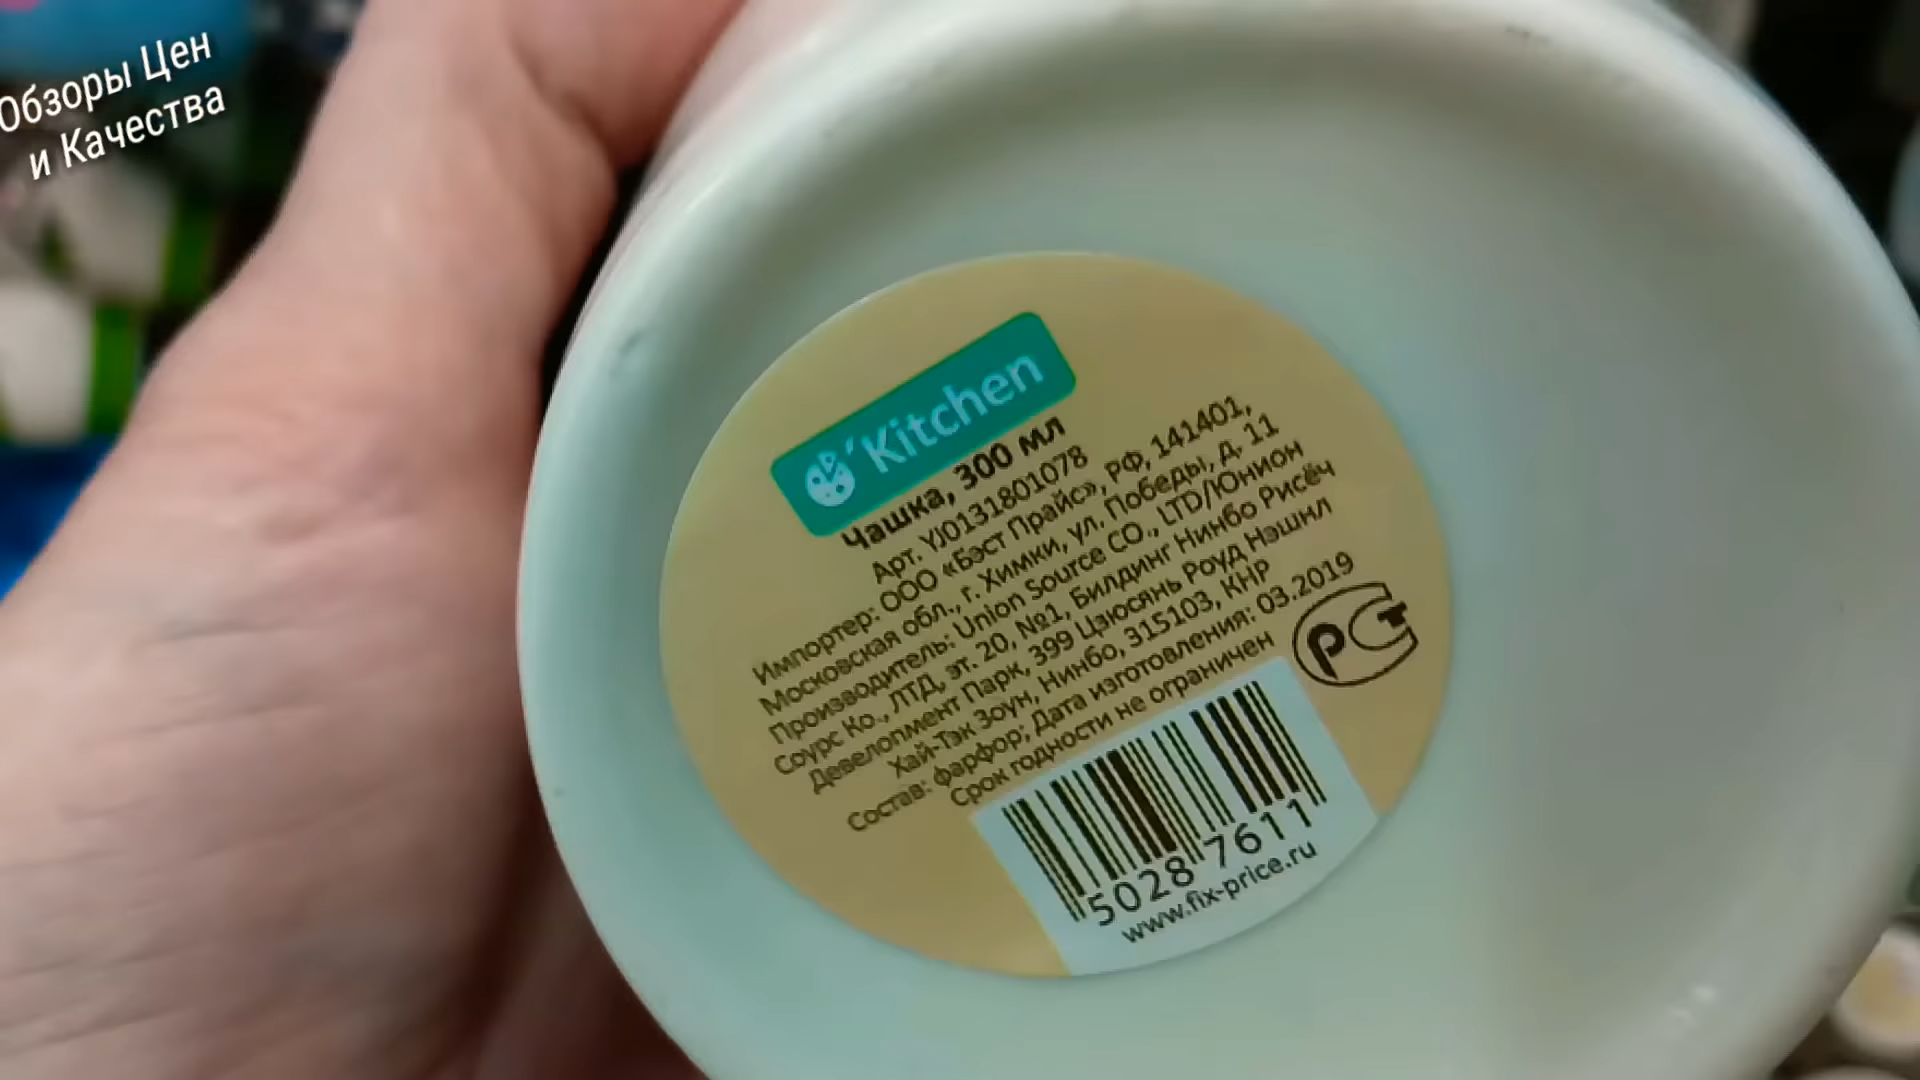 Обзоры Цен
и Качества
Kitchen
Чашка, 300 мл
Арт. YJ0131801078
Импортер: ООО «Бэст Прайс», РФ, 141401,
Московская обл., г. Химки, ул. Победы, д. 11
Производитель: Union Source CO., LTD/Юнион
Соурс Ко., ЛТД, эт. 20, №1, Билдинг Нинбо Рисёч
Девелопмент Парк, 399 Цзюсянь Роуд Нэшнл
Хай-Тэк Зоун, Нинбо, 315103, КНР
Состав: фарфор; Дата изготовления: 03.2019
Срок годности не ограничен
РСТ
5028 7611
www.fix-price.ru